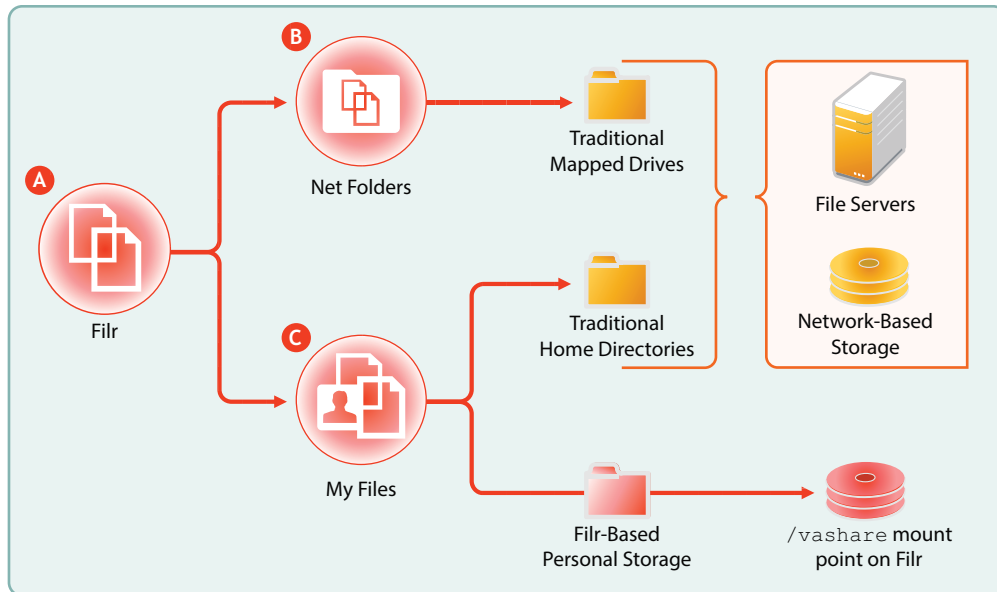 A
Filr
B
Net Folders
Traditional
Mapped Drives
File Servers
Network-Based
Storage
C
My Files
Traditional
Home Directories
Filr-Based
Personal Storage
/vashare mount
point on Filr